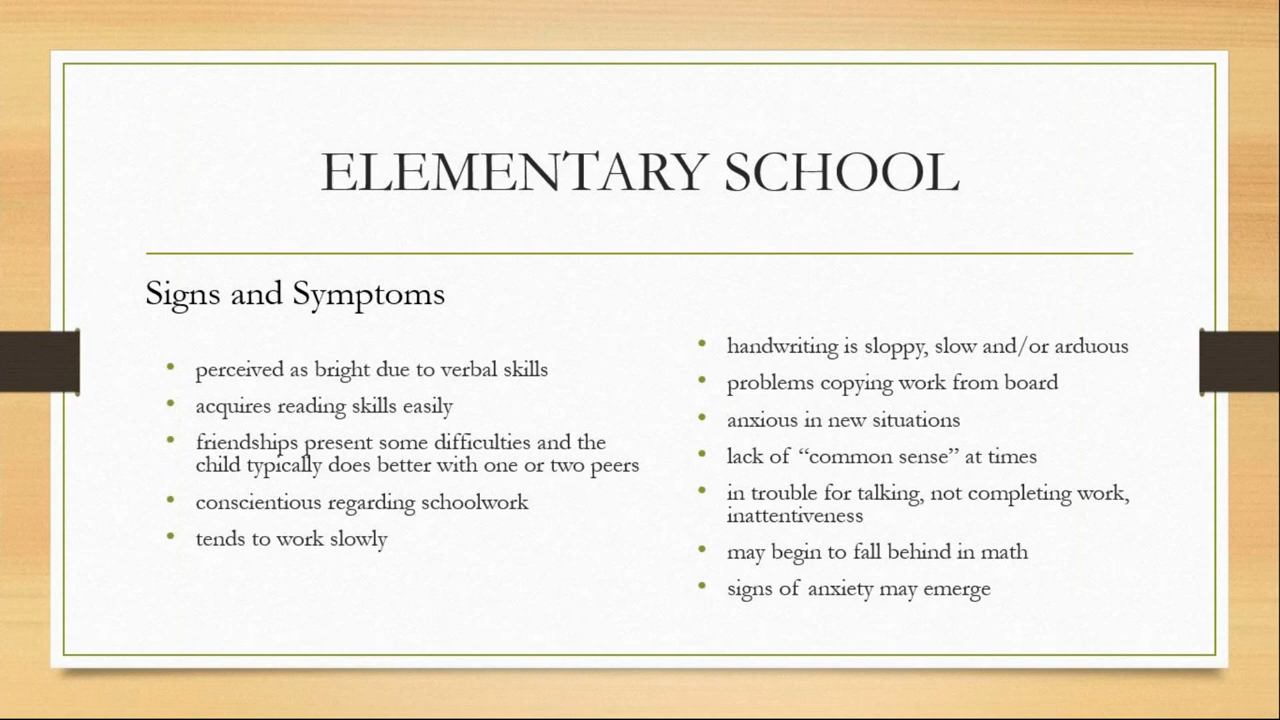 ELEMENTARY SCHOOL
Signs and Symptoms
• perceived as bright due to verbal skills
• acquires reading skills easily
• friendships present some difficulties and the
child typically does better with one or two peers
• conscientious regarding schoolwork
• tends to work slowly
• handwriting is sloppy, slow and/or arduous
• problems copying work from board
• anxious in new situations
• lack of “common sense” at times
• in trouble for talking, not completing work,
inattentiveness
• may begin to fall behind in math
• signs of anxiety may emerge